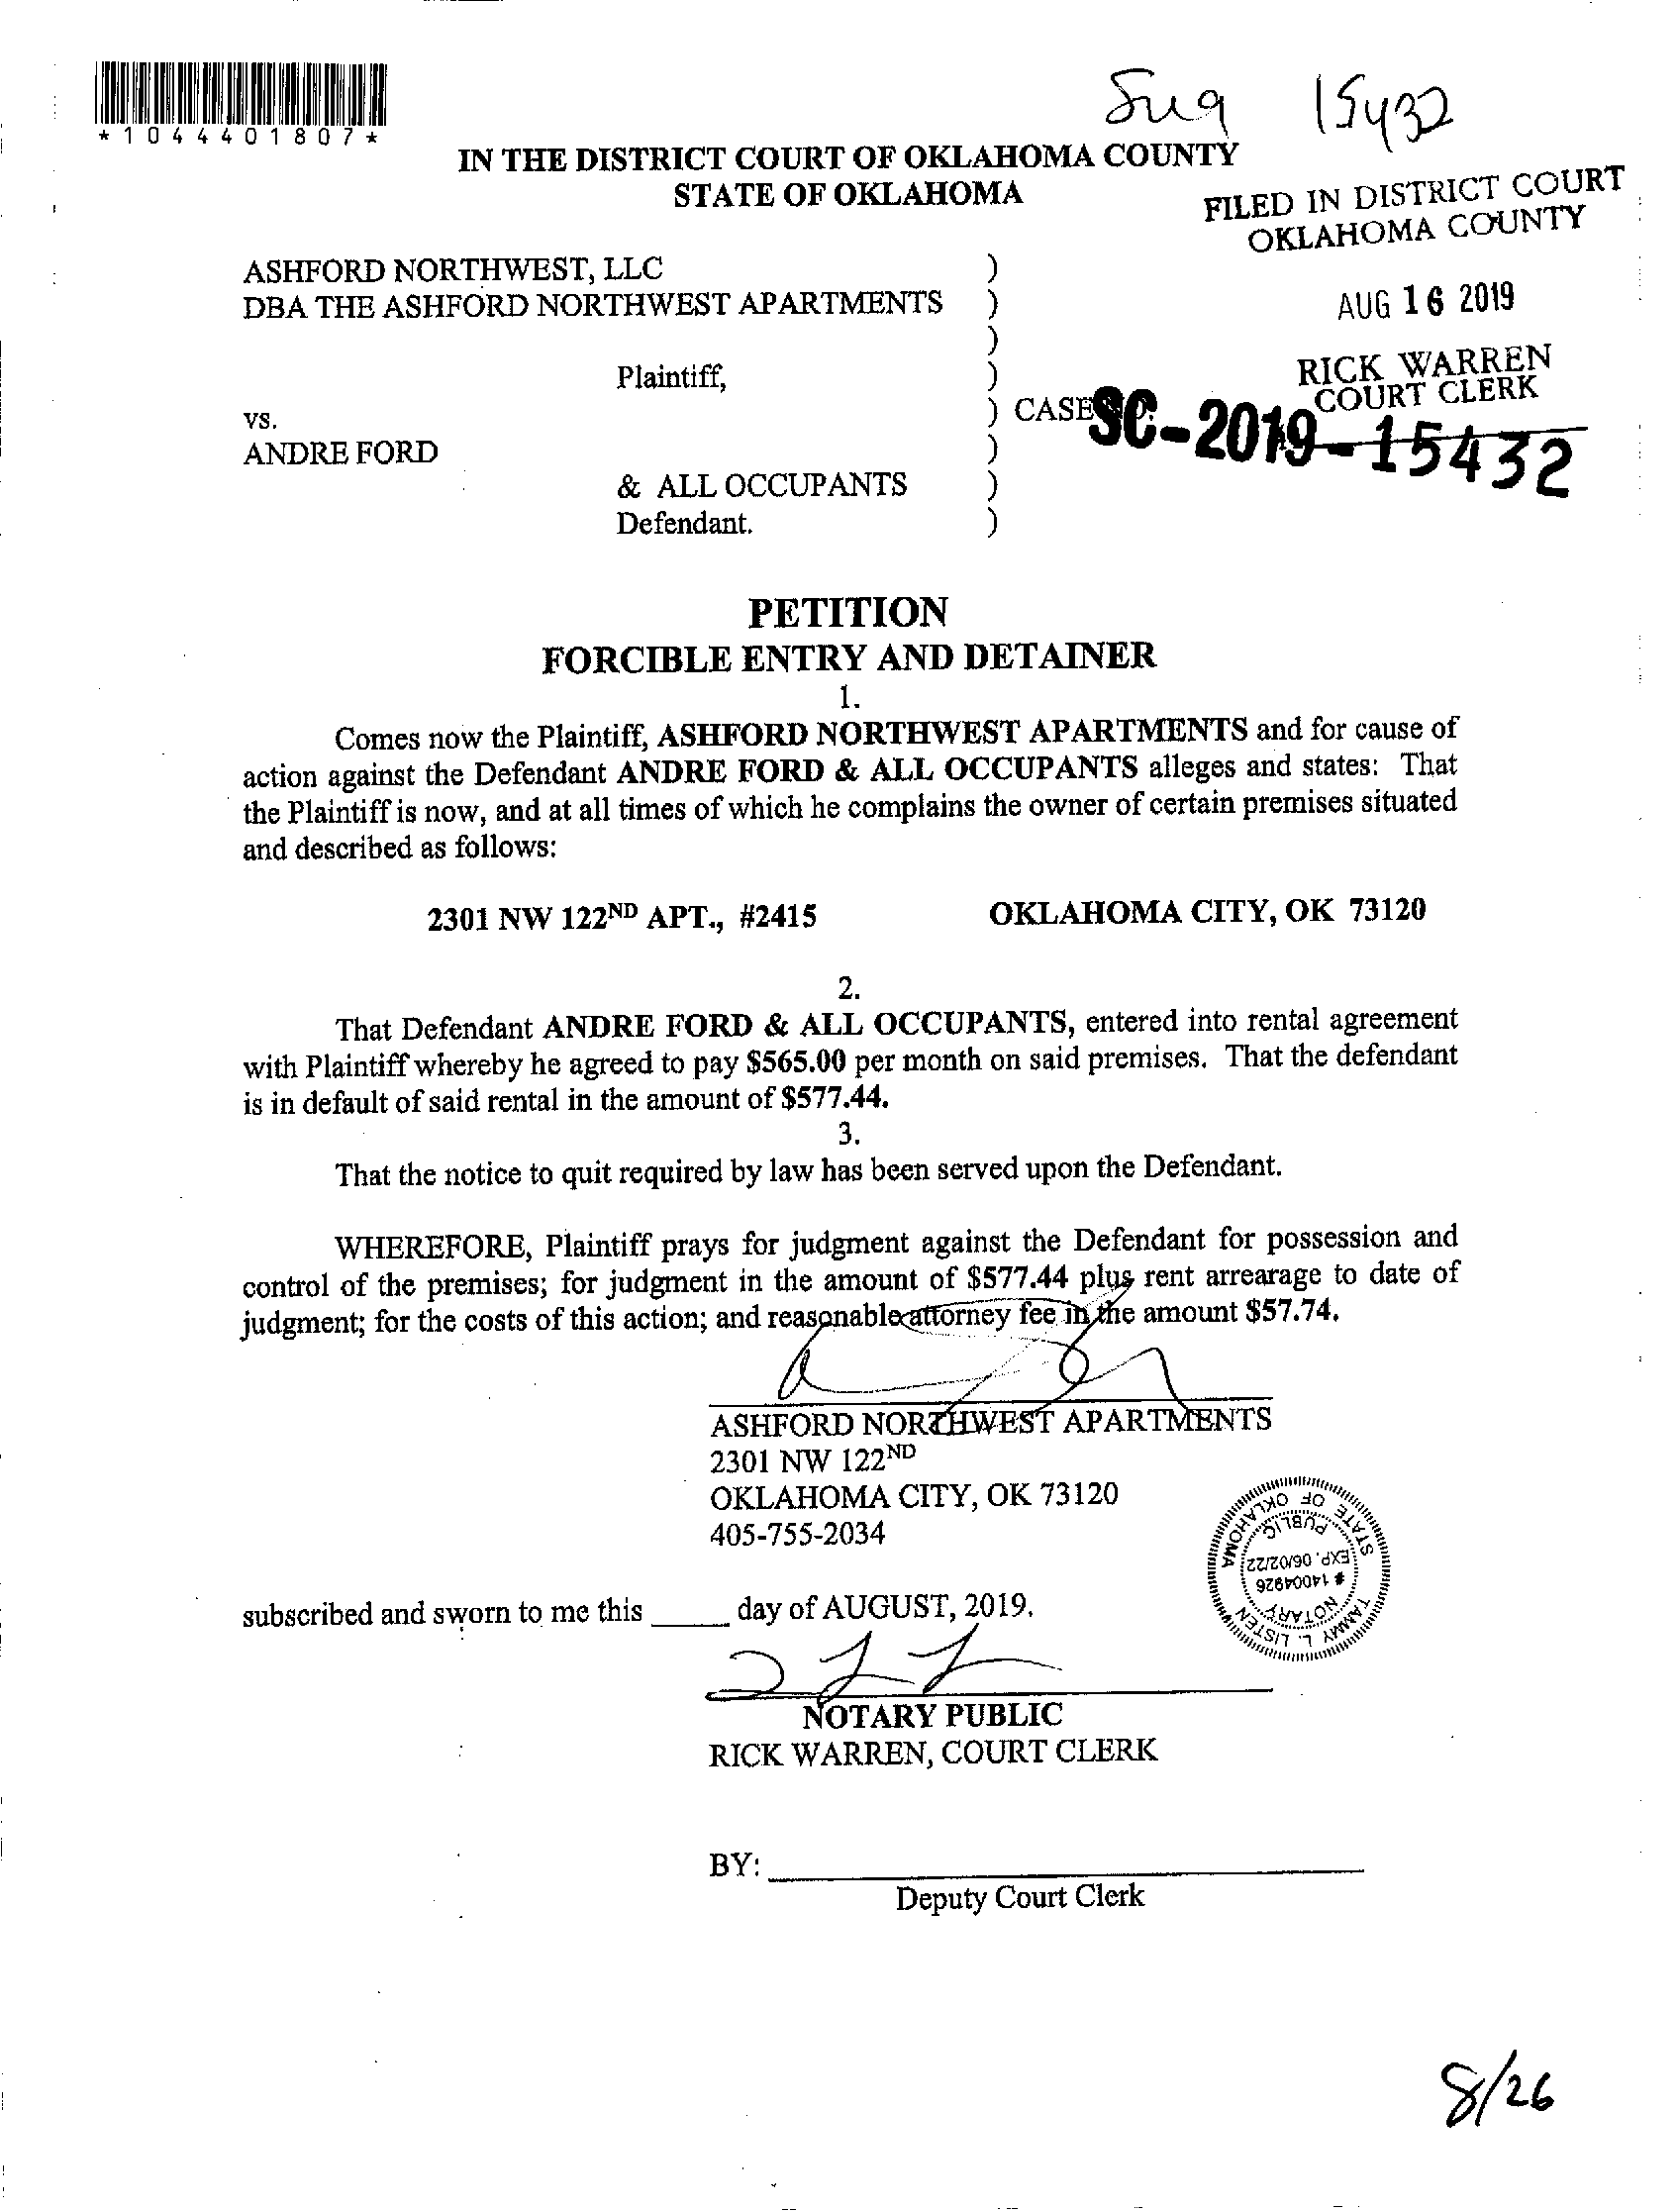 15432
*1044401807*
IN THE DISTRICT COURT OF OKLAHOMA COUNTY
STATE OF OKLAHOMA
FILED IN DISTRICT COURT
OKLAHOMA COUNTY
AUG 16 2019
RICK WARREN
COURT CLERK
ASHFORD NORTHWEST, LLC )
DBA THE ASHFORD NORTHWEST APARTMENTS )
)
Plaintiff, )
vs. ) CASE SC-2019-15432
ANDRE FORD )
& ALL OCCUPANTS )
Defendant. )
PETITION
FORCIBLE ENTRY AND DETAINER
1.
Comes now the Plaintiff, ASHFORD NORTHWEST APARTMENTS and for cause of
action against the Defendant ANDRE FORD & ALL OCCUPANTS alleges and states: That
the Plaintiff is now, and at all times of which he complains the owner of certain premises situated
and described as follows:
2301 NW 122ND APT., #2415 OKLAHOMA CITY, OK 73120
2.
That Defendant ANDRE FORD & ALL OCCUPANTS, entered into rental agreement
with Plaintiff whereby he agreed to pay $565.00 per month on said premises. That the defendant
is in default of said rental in the amount of $577.44.
3.
That the notice to quit required by law has been served upon the Defendant.
WHEREFORE, Plaintiff prays for judgment against the Defendant for possession and
control of the premises; for judgment in the amount of $577.44 plus rent arrearage to date of
judgment; for the costs of this action; and reasonable attorney fee in the amount $57.74.
ASHFORD NORTHWEST APARTMENTS
2301 NW 122ND
OKLAHOMA CITY, OK 73120
405-755-2034
TAMMY L. LISTEN
NOTARY
# 14004926
EXP. 06/02/22
PUBLIC
STATE OF OKLAHOMA
subscribed and sworn to me this ____ day of AUGUST, 2019.
NOTARY PUBLIC
RICK WARREN, COURT CLERK
BY:
Deputy Court Clerk
8/26